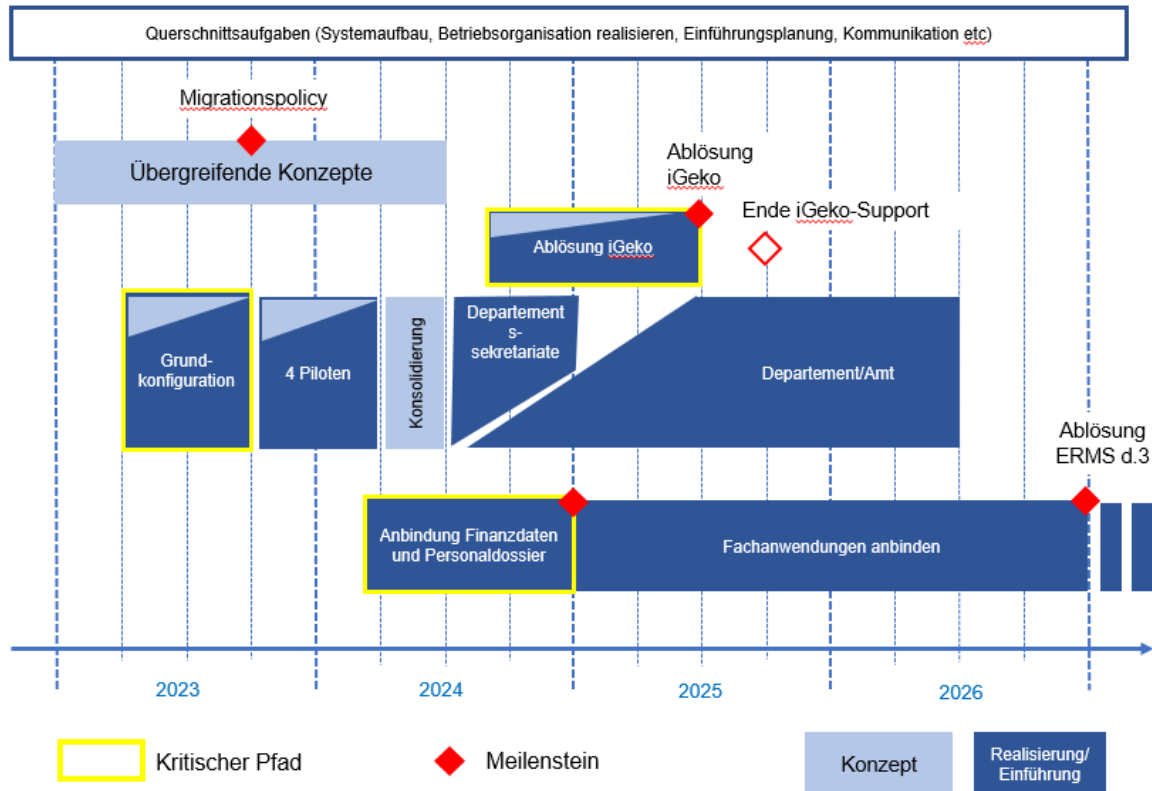 Querschnittsaufgaben (Systemaufbau, Betriebsorganisation realisieren, Einführungsplanung, Kommunikation etc)
Migrationspolicy
Übergreifende Konzepte
Ablösung
iGeko
Ende iGeko-Support
Ablösung iGeko
Grund-
konfiguration
4 Piloten
Konsolidierung
Departement
s-
sekretariate
Departement/Amt
Ablösung
ERMS d.3
Anbindung Finanzdaten
und Personaldossier
Fachanwendungen anbinden
2023
2024
2025
2026
Kritischer Pfad
Meilenstein
Konzept
Realisierung/
Einführung